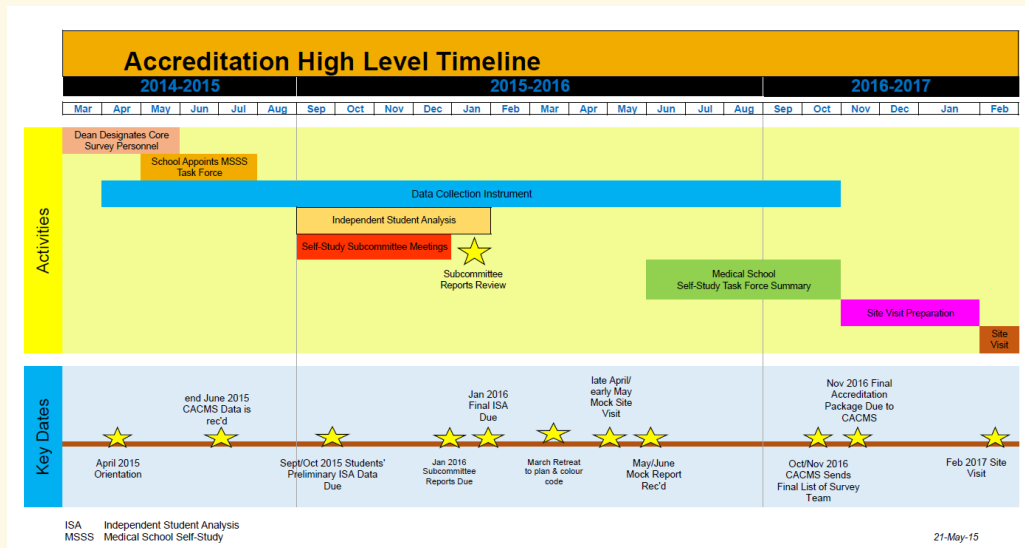 Accreditation High Level Timeline
2014-2015 2015-2016 2016-2017
Mar Apr May Jun Jul Aug Sep Oct Nov Dec Jan Feb Mar Apr May Jun Jul Aug Sep Oct Nov Dec Jan Feb
Activities
Dean Designates Core
Survey Personnel
School Appoints MSSS
Task Force
Data Collection Instrument
Independent Student Analysis
Self-Study Subcommittee Meetings
Subcommittee
Reports Review
Medical School
Self-Study Task Force Summary
Site Visit Preparation
Site
Visit
Key Dates
end June 2015
CACMS Data is
rec'd
Jan 2016
Final ISA
Due
late April/
early May
Mock Site
Visit
Nov 2016 Final
Accreditation
Package Due to
CACMS
April 2015
Orientation
Sept/Oct 2015 Students'
Preliminary ISA Data
Due
Jan 2016
Subcommittee
Reports Due
March Retreat
to plan & colour
code
May/June
Mock Report
Rec'd
Oct/Nov 2016
CACMS Sends
Final List of Survey
Team
Feb 2017 Site
Visit
ISA Independent Student Analysis
MSSS Medical School Self-Study
21-May-15